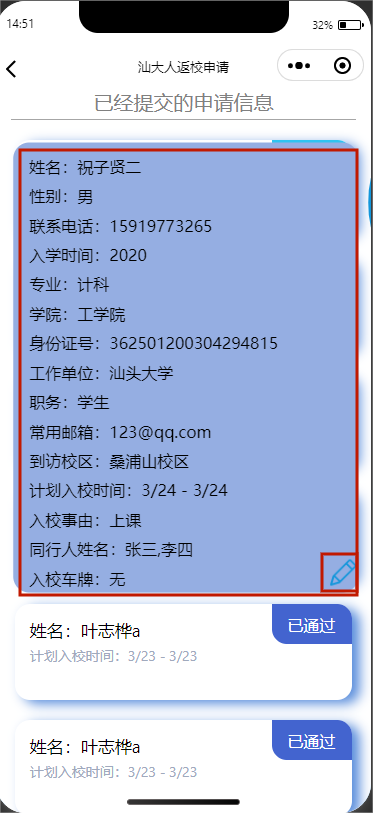 14:51
32%
汕大人返校申请
已经提交的申请信息
姓名：祝子贤二
性别：男
联系电话：15919773265
入学时间：2020
专业：计科
学院：工学院
身份证号：362501200304294815
工作单位：汕头大学
职务：学生
常用邮箱：123@qq.com
到访校区：桑浦山校区
计划入校时间：3/24 - 3/24
入校事由：上课
同行人姓名：张三,李四
入校车牌：无
已通过
姓名：叶志桦a
计划入校时间：3/23 - 3/23
已通过
姓名：叶志桦a
计划入校时间：3/23 - 3/23